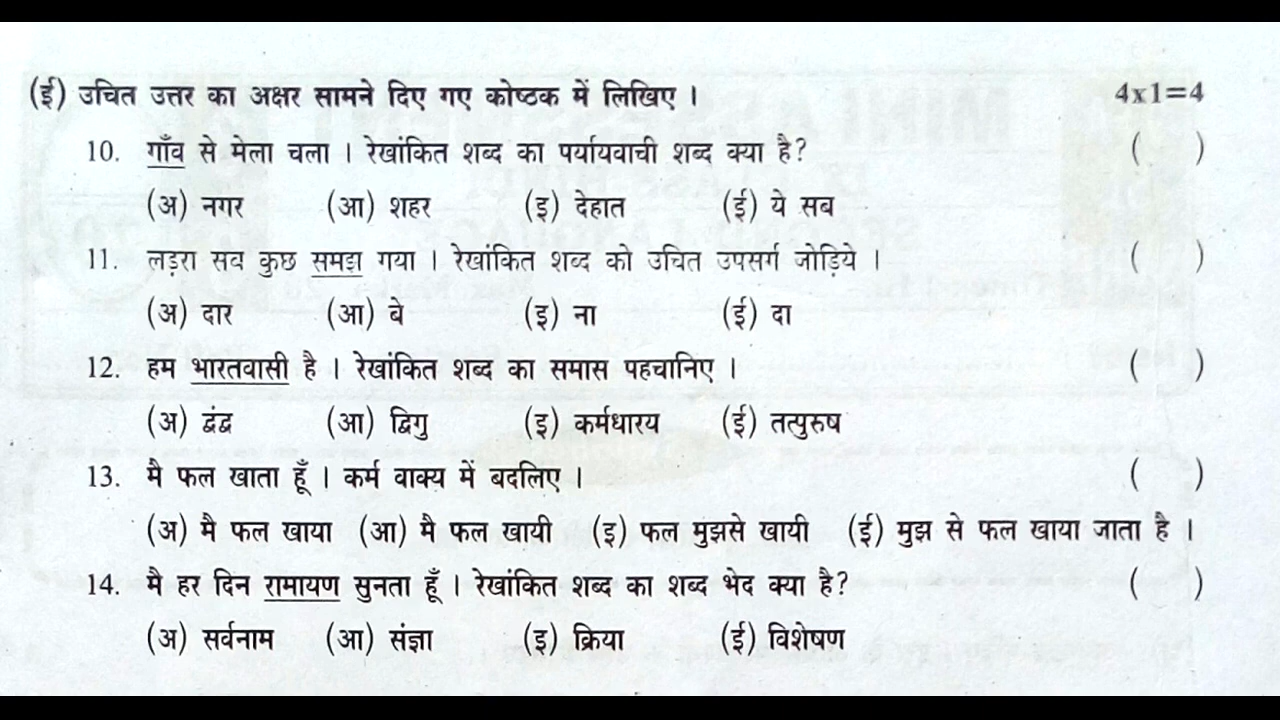 (ई) उचित उत्तर का अक्षर सामने दिए गए कोष्ठक में लिखिए । 4x1=4
10. गाँव से मेला चला । रेखांकित शब्द का पर्यायवाची शब्द क्या है? ( )
(अ) नगर (आ) शहर (इ) देहात (ई) ये सब
11. लड़रा सब कुछ समझ गया । रेखांकित शब्द को उचित उपसर्ग जोड़िये । ( )
(अ) दार (आ) बे (इ) ना (ई) दा
12. हम भारतवासी है । रेखांकित शब्द का समास पहचानिए । ( )
(अ) द्वंद्व (आ) द्विगु (इ) कर्मधारय (ई) तत्पुरुष
13. मै फल खाता हूँ । कर्म वाक्य में बदलिए । ( )
(अ) मै फल खाया (आ) मै फल खायी (इ) फल मुझसे खायी (ई) मुझ से फल खाया जाता है ।
14. मै हर दिन रामायण सुनता हूँ । रेखांकित शब्द का शब्द भेद क्या है? ( )
(अ) सर्वनाम (आ) संज्ञा (इ) क्रिया (ई) विशेषण